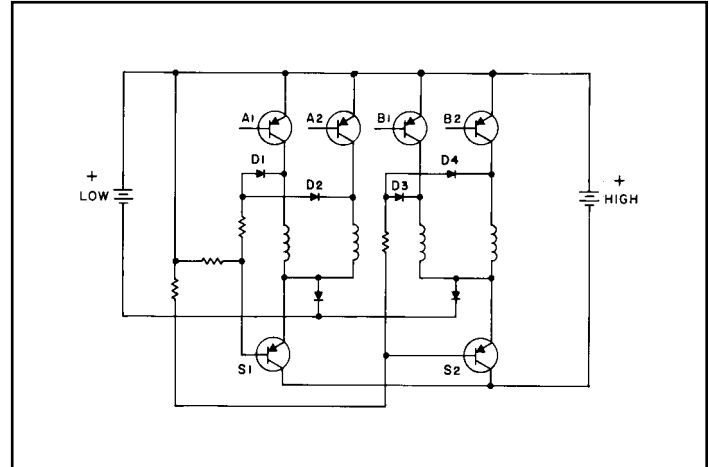 A1
A2
B1
B2
D1
D4
D2
D3
+
LOW
+
HIGH
S1
S2